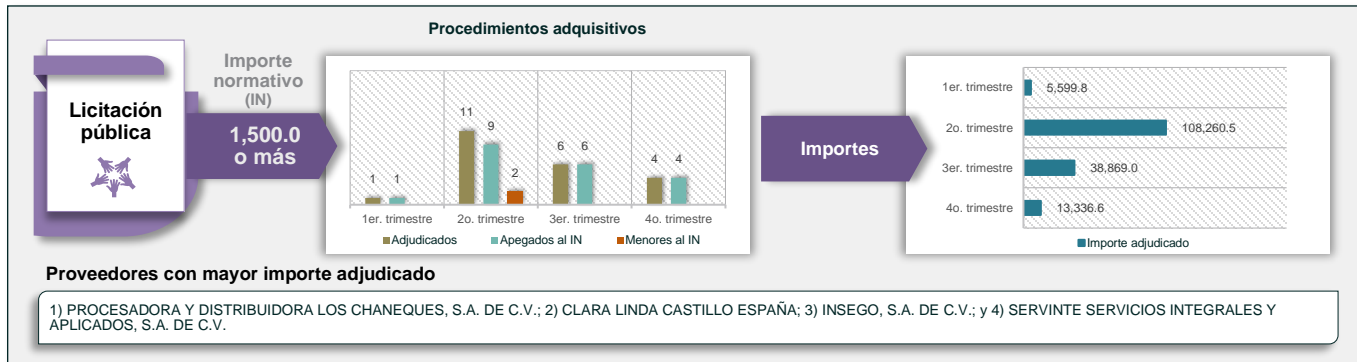 Procedimientos adquisitivos
Licitación
pública
Importe
normativo
(IN)
1,500.0
o más
11
9
2
1
1
6
6
4
4
1er. trimestre
2o. trimestre
3er. trimestre
4o. trimestre
Adjudicados
Apegados al IN
Menores al IN
Importes
1er. trimestre
5,599.8
2o. trimestre
108,260.5
3er. trimestre
38,869.0
4o. trimestre
13,336.6
Importe adjudicado
Proveedores con mayor importe adjudicado
1) PROCESADORA Y DISTRIBUIDORA LOS CHANEQUES, S.A. DE C.V.; 2) CLARA LINDA CASTILLO ESPAÑA; 3) INSEGO, S.A. DE C.V.; y 4) SERVINTE SERVICIOS INTEGRALES Y
APLICADOS, S.A. DE C.V.